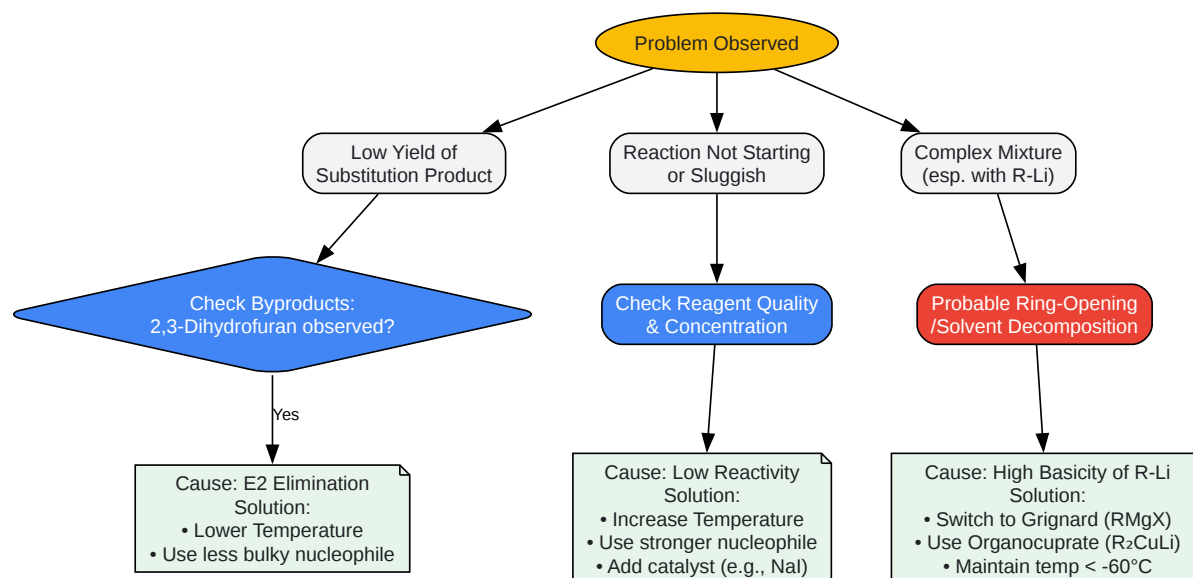 Problem Observed
Low Yield of
Substitution Product
Reaction Not Starting
or Sluggish
Complex Mixture
(esp. with R-Li)
Check Byproducts:
2,3-Dihydrofuran observed?
Check Reagent Quality
& Concentration
Probable Ring-Opening
/Solvent Decomposition
Yes
Cause: E2 Elimination
Solution:
• Lower Temperature
• Use less bulky nucleophile
Cause: Low Reactivity
Solution:
• Increase Temperature
• Use stronger nucleophile
• Add catalyst (e.g., NaI)
Cause: High Basicity of R-Li
Solution:
• Switch to Grignard (RMgX)
• Use Organocuprate (R₂CuLi)
• Maintain temp < -60°C